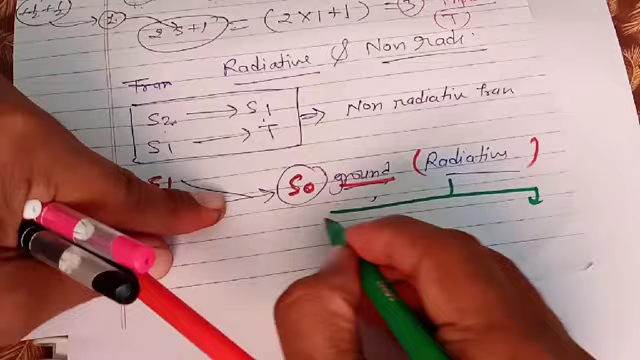 2S+1 = (2×1+1) = 3
(T)
Tran Radiative & Non radi.
S2 → S1 ⇒ Non radiativ tran
S1 → T
S1 → S0 ground (Radiative)